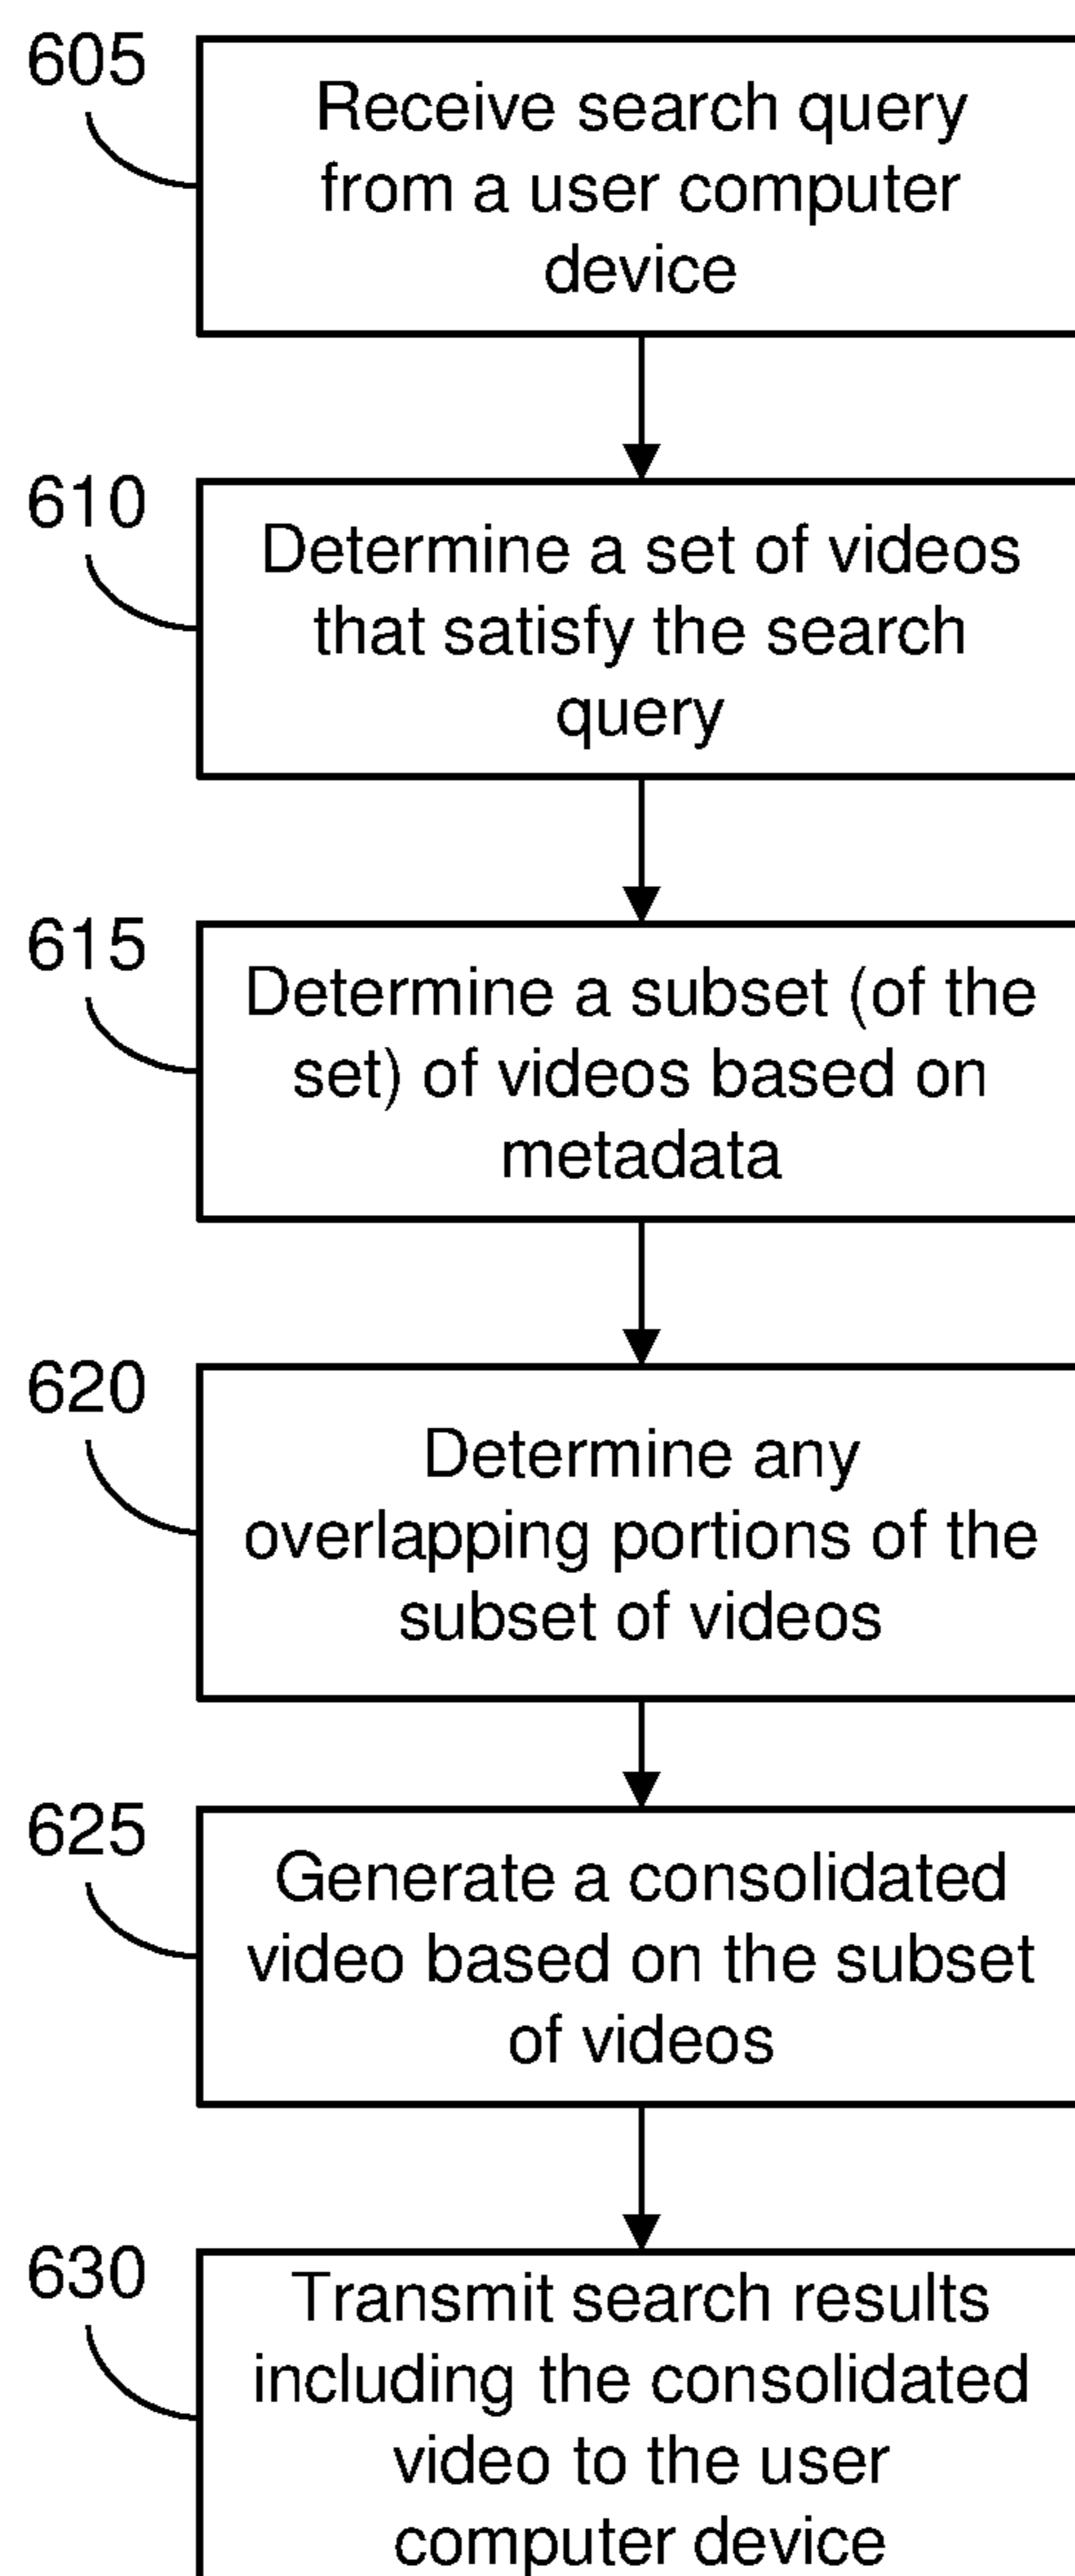 605
Receive search query
from a user computer
device
610
Determine a set of videos
that satisfy the search
query
615
Determine a subset (of the
set) of videos based on
metadata
620
Determine any
overlapping portions of the
subset of videos
625
Generate a consolidated
video based on the subset
of videos
630
Transmit search results
including the consolidated
video to the user
computer device